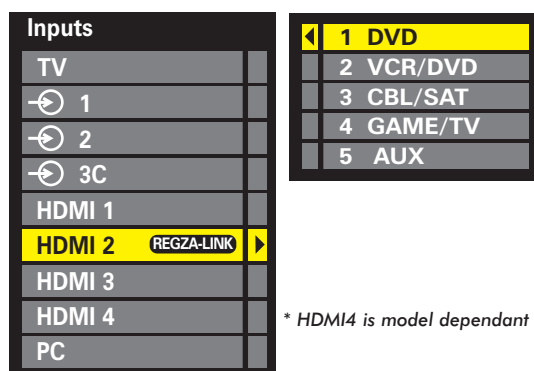 Inputs
TV
1
2
3C
HDMI 1
HDMI 2 REGZA-LINK
HDMI 3
HDMI 4
PC
1 DVD
2 VCR/DVD
3 CBL/SAT
4 GAME/TV
5 AUX
* HDMI4 is model dependant